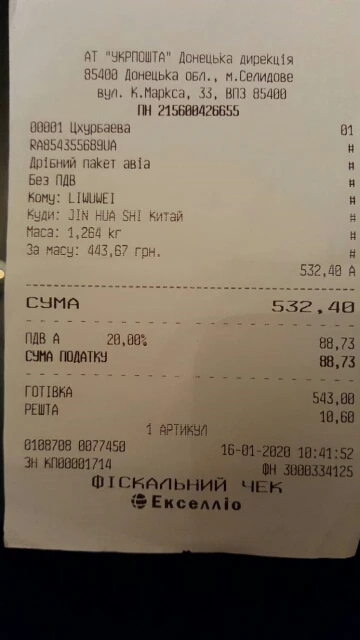 АТ "УКРПОШТА" Донецька дирекція
85400 Донецька обл., м.Селидове
вул. К.Маркса, 33, ВПЗ 85400
ПН 215600426655
00001 Цхурбаева 01
RA854355689UA #
Дрібний пакет авіа #
Без ПДВ #
Кому: LIWUWEI #
Куди: JIN HUA SHI Китай #
Маса: 1,264 кг #
За масу: 443,67 грн. #
532,40 А
СУМА 532,40
ПДВ А 20,00% 88,73
СУМА ПОДАТКУ 88,73
ГОТІВКА 543,00
РЕШТА 10,60
1 АРТИКУЛ
0108708 0077450 16-01-2020 10:41:52
ЗН КП00001714 ФН 3000334125
ФІСКАЛЬНИЙ ЧЕК
Екселліо